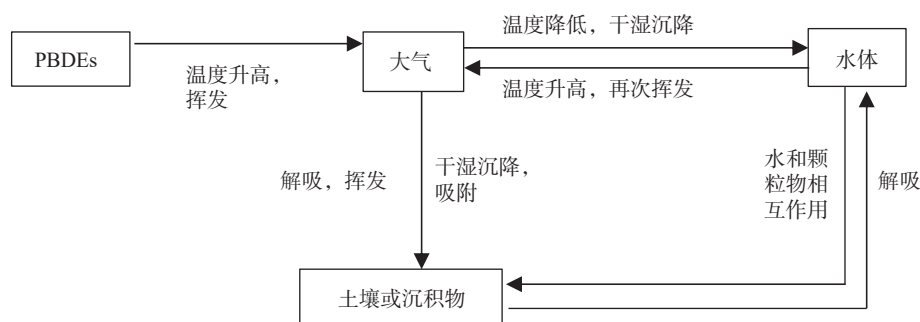 温度降低，干湿沉降
PBDEs
大气
水体
温度升高，
挥发
温度升高，再次挥发
解吸，挥发
干湿沉降，
吸附
水和颗
粒物相
互作用
解吸
土壤或沉积物